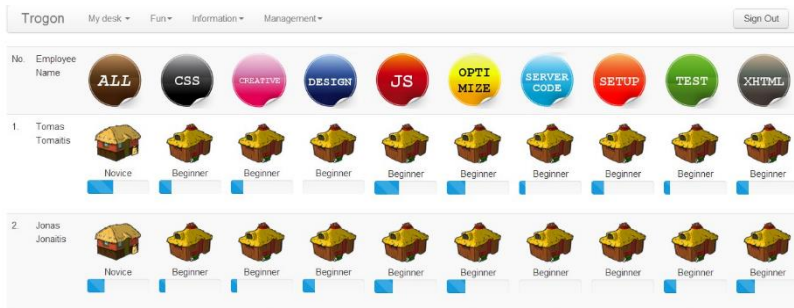 Trogon My desk Fun Information Management Sign Out
No. Employee Name ALL CSS CREATIVE DESIGN JS OPTI MIZE SERVER CODE SETUP TEST XHTML
1. Tomas Tomaitis
Novice Beginner Beginner Beginner Beginner Beginner Beginner Beginner Beginner Beginner
2. Jonas Jonaitis
Novice Beginner Beginner Beginner Beginner Beginner Beginner Beginner Beginner Beginner